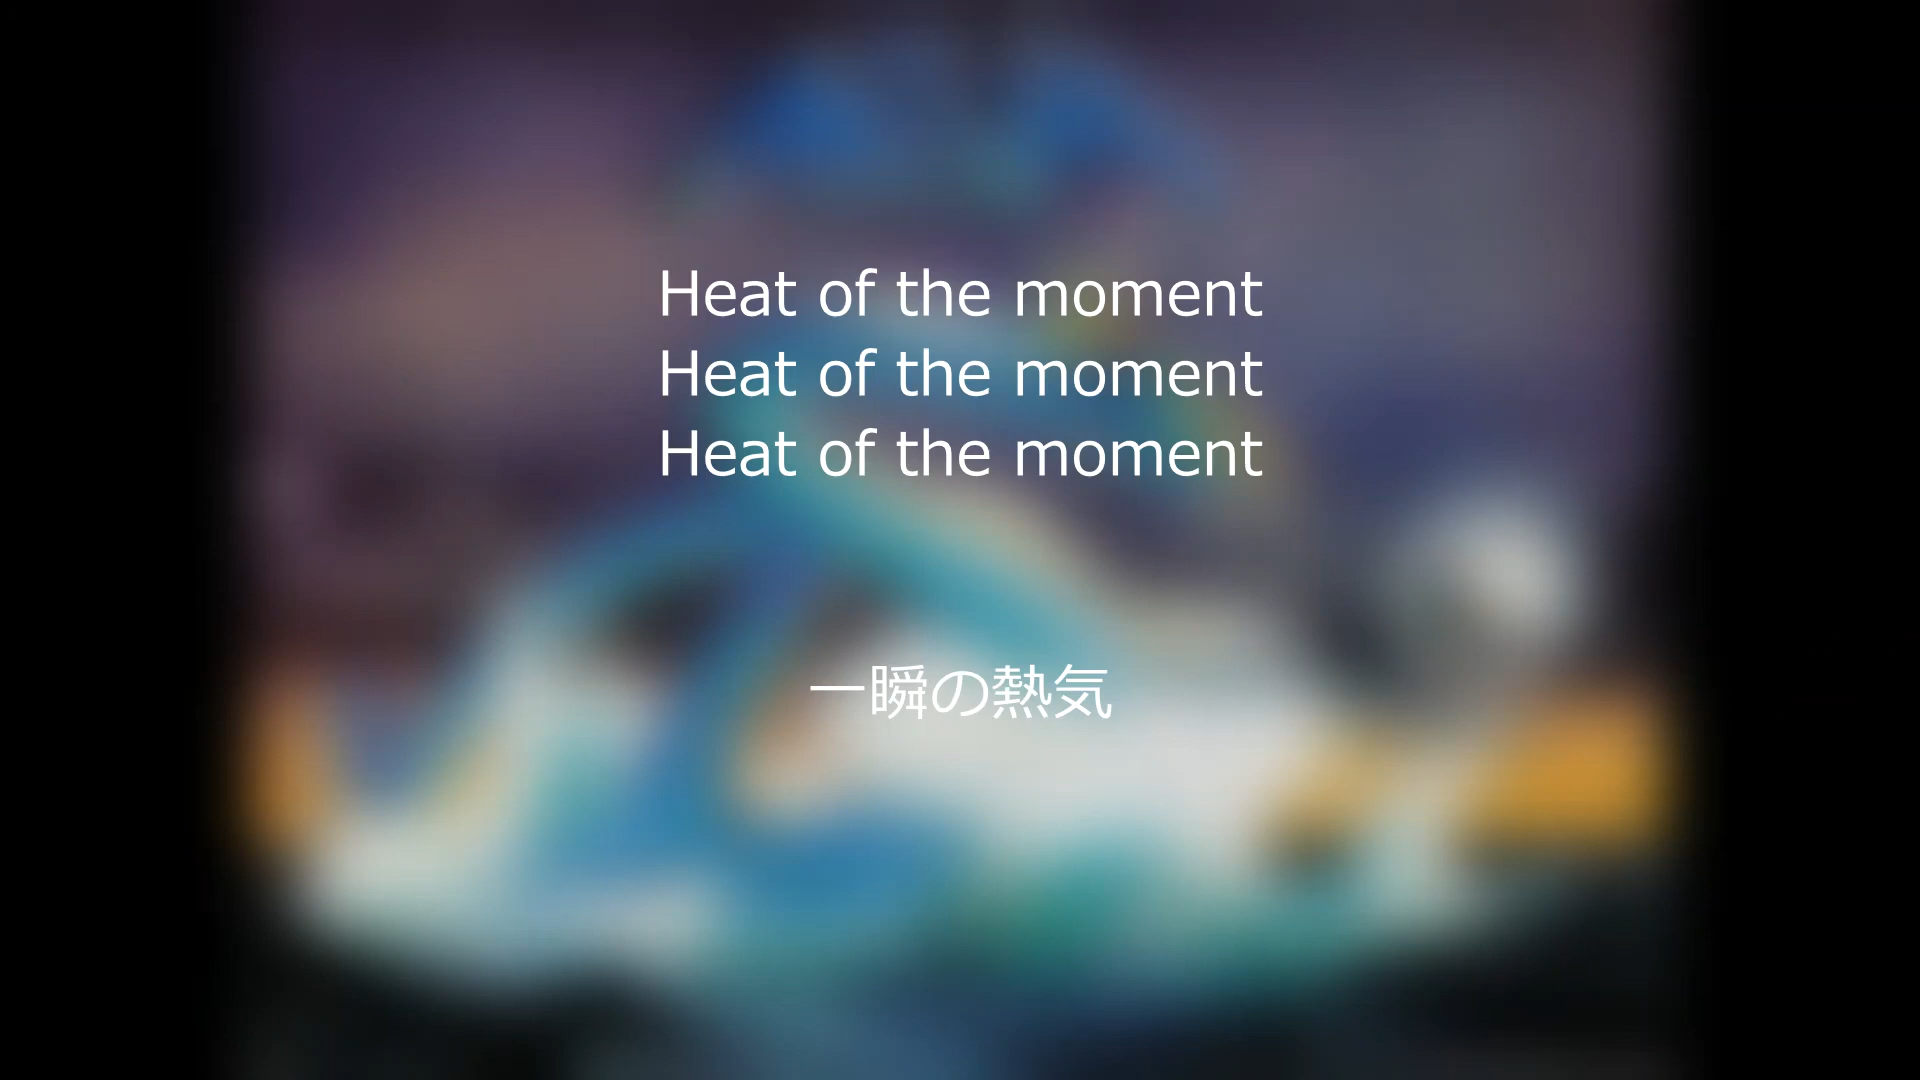 Heat of the moment
Heat of the moment
Heat of the moment
一瞬の熱気